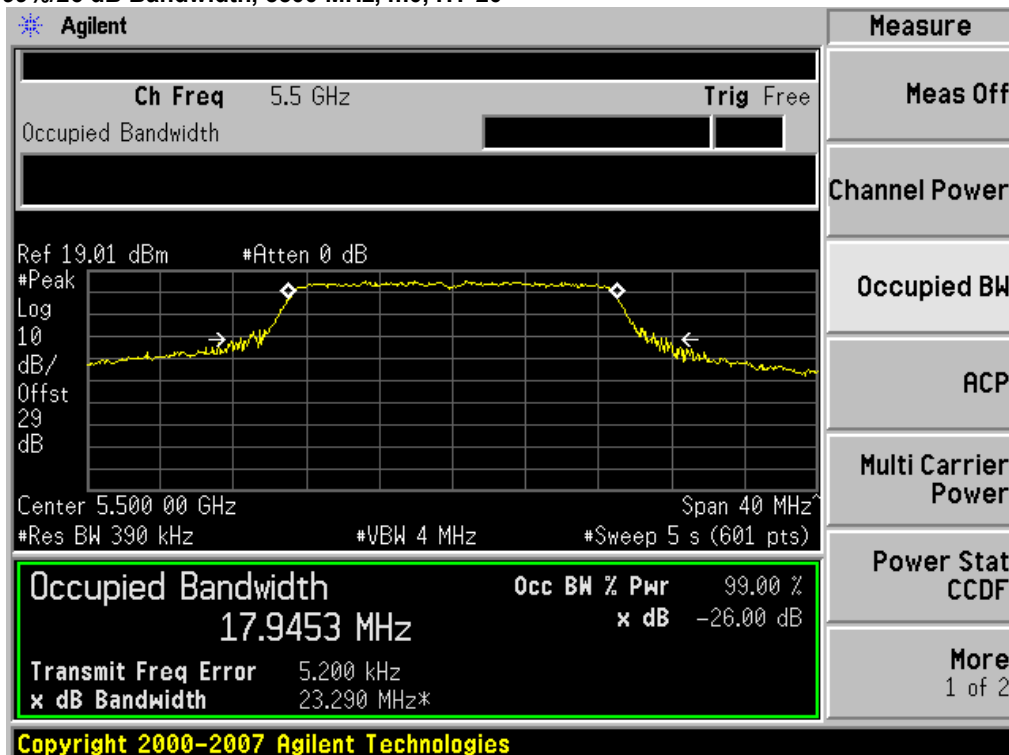 Agilent
Measure
Ch Freq 5.5 GHz Trig Free
Occupied Bandwidth
Meas Off
Channel Power
Occupied BW
ACP
Multi Carrier
Power
Power Stat
CCDF
More
1 of 2
Ref 19.01 dBm #Atten 0 dB
#Peak
Log
10
dB/
Offst
29
dB
Center 5.500 00 GHz Span 40 MHz^
#Res BW 390 kHz #VBW 4 MHz #Sweep 5 s (601 pts)
Occupied Bandwidth Occ BW % Pwr 99.00 %
17.9453 MHz x dB -26.00 dB
Transmit Freq Error 5.200 kHz
x dB Bandwidth 23.290 MHz*
Copyright 2000-2007 Agilent Technologies